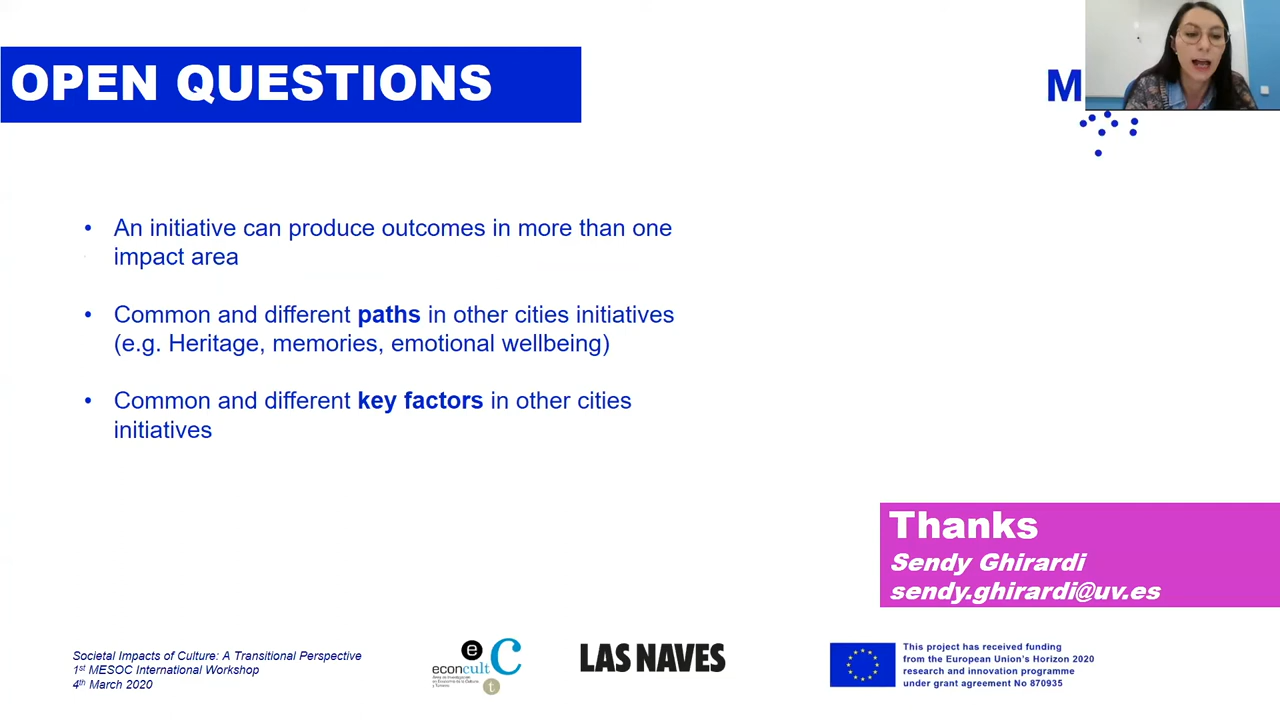 OPEN QUESTIONS
M
• An initiative can produce outcomes in more than one
impact area
• Common and different paths in other cities initiatives
(e.g. Heritage, memories, emotional wellbeing)
• Common and different key factors in other cities
initiatives
Thanks
Sendy Ghirardi
sendy.ghirardi@uv.es
Societal Impacts of Culture: A Transitional Perspective
1st MESOC International Workshop
4th March 2020
e
econcult
C
t
LAS NAVES
This project has received funding
from the European Union's Horizon 2020
research and innovation programme
under grant agreement No 870935